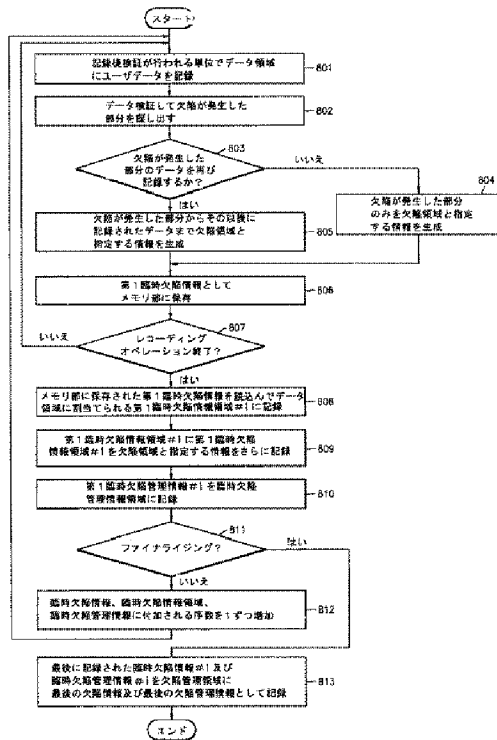 スタート
記録後検証が行われる単位でデータ領域
にユーザデータを記録
801
データ検証して欠陥が発生した
部分を探し出す
802
803
欠陥が発生した
部分のデータを再び
記録するか？
いいえ
はい
804
欠陥が発生した部分
のみを欠陥領域と指定
する情報を生成
欠陥が発生した部分からその以後に
記録されたデータまで欠陥領域と
指定する情報を生成
805
第1臨時欠陥情報として
メモリ部に保存
806
807
いいえ
レコーディング
オペレーション終了？
はい
メモリ部に保存された第1臨時欠陥情報を読込んでデータ
領域に割当てられる第1臨時欠陥情報領域#iに記録
808
第1臨時欠陥情報領域#iに第1臨時欠陥
情報領域#iを欠陥領域と指定する情報をさらに記録
809
第1臨時欠陥管理情報#iを臨時欠陥
管理情報領域に記録
810
811
ファイナライジング？
はい
いいえ
臨時欠陥情報、臨時欠陥情報領域、
臨時欠陥管理情報に付加される序数を1ずつ増加
812
最後に記録された臨時欠陥情報#i及び
臨時欠陥管理情報#iを欠陥管理領域に
最後の欠陥情報及び最後の欠陥管理情報として記録
813
エンド